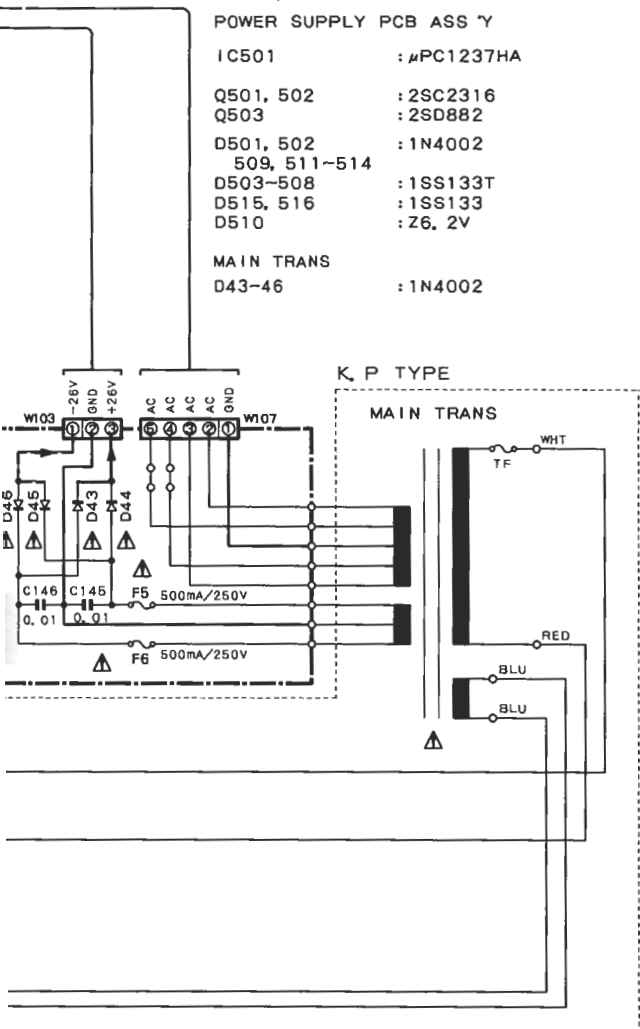 POWER SUPPLY PCB ASS 'Y
IC501 : μPC1237HA
Q501, 502 : 2SC2316
Q503 : 2SD882
D501, 502 : 1N4002
509, 511~514
D503~508 : 1SS133T
D515, 516 : 1SS133
D510 : Z6. 2V
MAIN TRANS
D43-46 : 1N4002
K. P TYPE
MAIN TRANS
-26V GND +26V
AC AC AC AC GND
W103 ① ② ③
⑤ ④ ③ ② ① W107
WHT
TF
D46 D45 D43 D44
C146 C145
0. 01 0. 01
F5 500mA/250V
F6 500mA/250V
RED
BLU
BLU